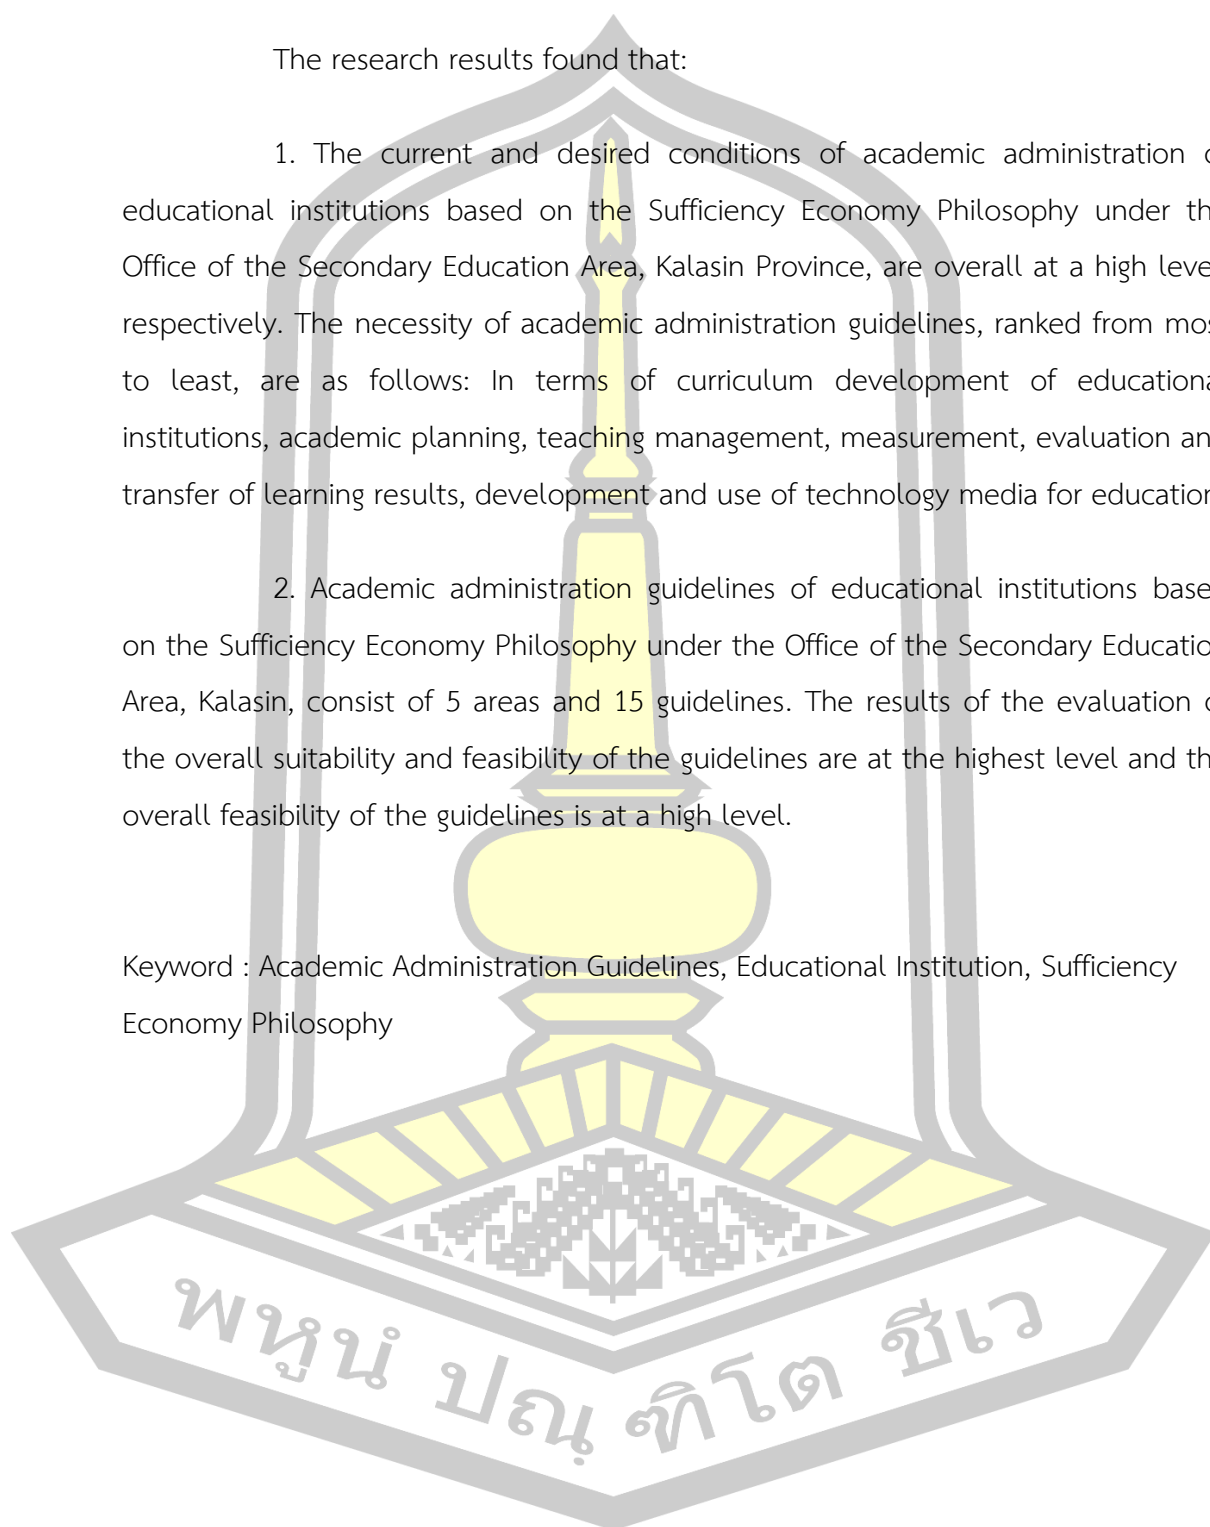 The research results found that:
1. The current and desired conditions of academic administration
educational institutions based on the Sufficiency Economy Philosophy under
Office of the Secondary Education Area, Kalasin Province, are overall at a high
respectively. The necessity of academic administration guidelines, ranked from
to least, are as follows: In terms of curriculum development of
institutions, academic planning, teaching management, measurement, evaluation
transfer of learning results, development and use of technology media for education
2. Academic administration guidelines of educational institutions
on the Sufficiency Economy Philosophy under the Office of the Secondary
Area, Kalasin, consist of 5 areas and 15 guidelines. The results of the evaluation
the overall suitability and feasibility of the guidelines are at the highest level and
overall feasibility of the guidelines is at a high level.
Keyword : Academic Administration Guidelines, Educational Institution, Sufficiency
Economy Philosophy
พหูนํ ปณฺฑิโต ชีเว